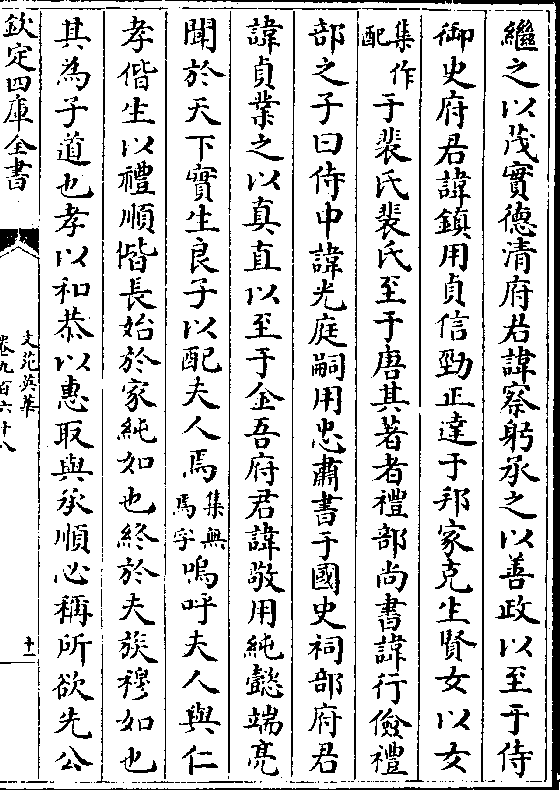 繼之以茂實德清府君諱察躬承之以善政以至于侍
御史府君諱鎮用貞信勁正達于邦家克生賢女以女
集作配于裴氏裴氏至于唐其著者禮部尚書諱行儉禮
部之子曰侍中諱光庭嗣用忠肅書于國史祠部府君
諱貞業之以真直以至于金吾府君諱敬用純懿端亮
聞於天下實生良子以配夫人焉集無焉字嗚呼夫人與仁
孝偕生以禮順偕長始於家純如也終於夫族穆如也
其為子道也孝以和恭以惠取與承順必稱所欲先公
欽定四庫全書
文苑英華
卷九百六十八
十一